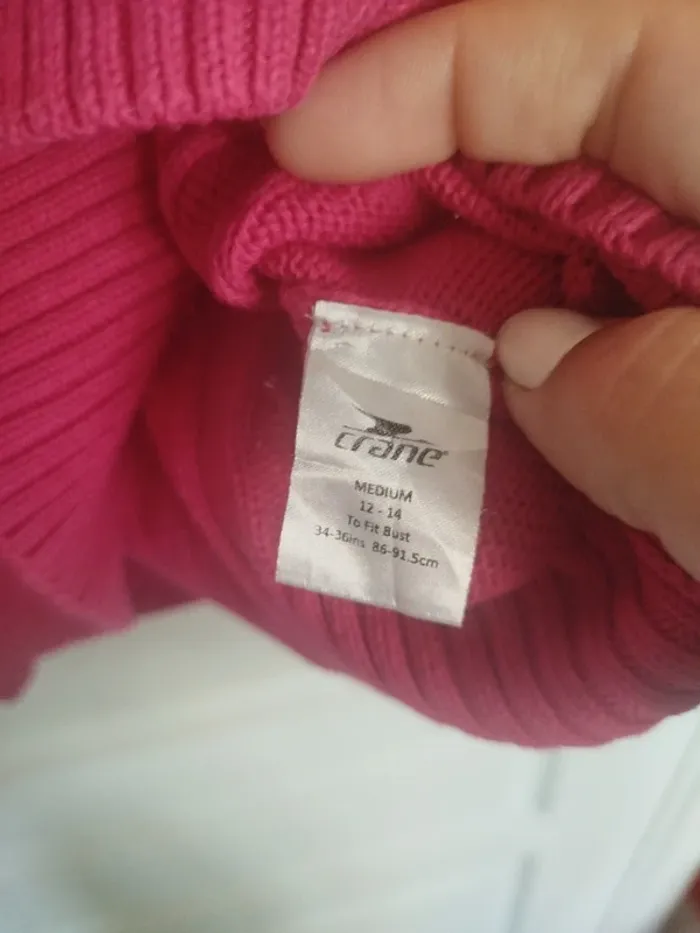 crane
MEDIUM
12 - 14
To Fit Bust
34-36ins 86-91.5cm